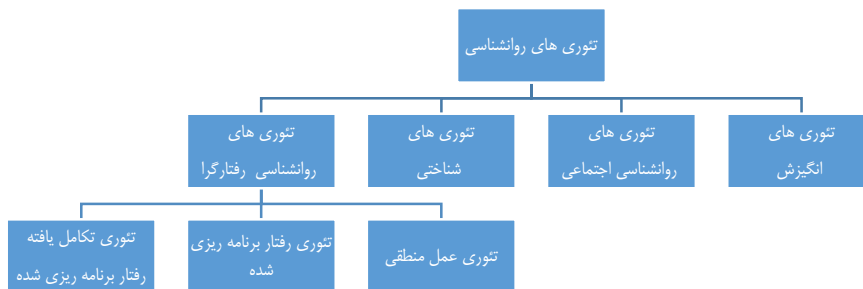 تئوری های روانشناسی
تئوری های
انگیزش
تئوری های
روانشناسی اجتماعی
تئوری های
شناختی
تئوری های
روانشناسی رفتارگرا
تئوری عمل منطقی
تئوری رفتار برنامه ریزی
شده
تئوری تکامل یافته
رفتار برنامه ریزی شده